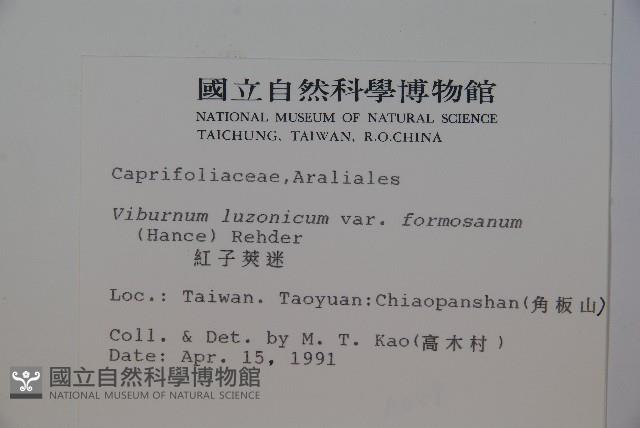 國立自然科學博物館
NATIONAL MUSEUM OF NATURAL SCIENCE
TAICHUNG, TAIWAN, R.O.CHINA
Caprifoliaceae,Araliales
Viburnum luzonicum var. formosanum
(Hance) Rehder
紅子莢迷
Loc.: Taiwan. Taoyuan:Chiaopanshan(角板山)
Coll. & Det. by M. T. Kao(高木村)
Date: Apr. 15, 1991
國立自然科學博物館
NATIONAL MUSEUM OF NATURAL SCIENCE